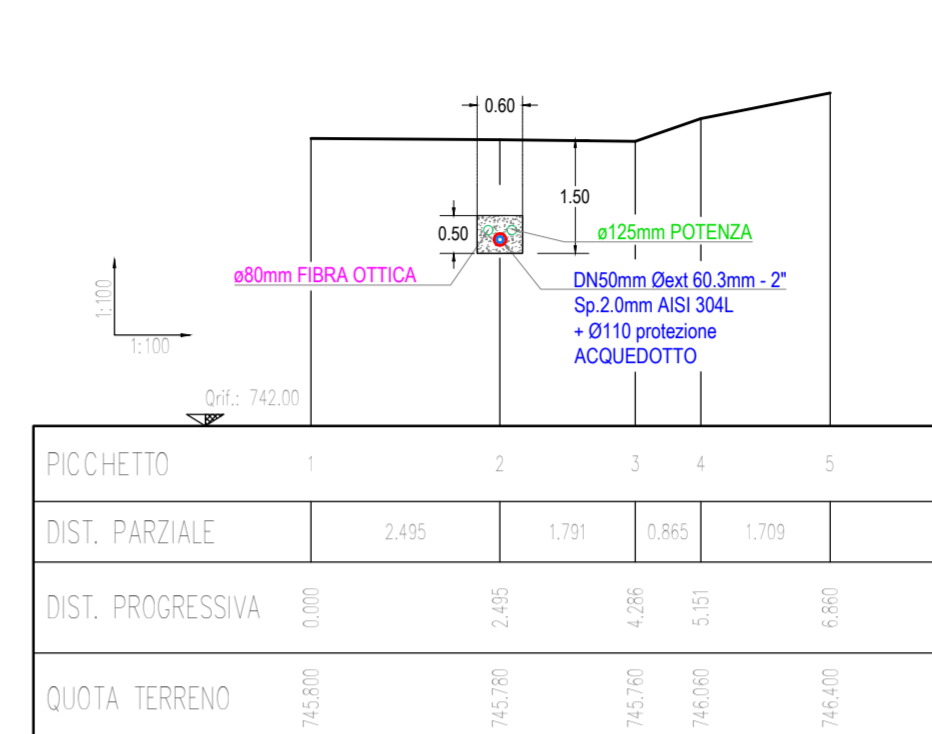 0.60
1.50
0.50
ø125mm POTENZA
ø80mm FIBRA OTTICA
DN50mm Øext 60.3mm - 2"
Sp.2.0mm AISI 304L
+ Ø110 protezione
ACQUEDOTTO
1:100
1:100
Qrif.: 742.00
PICCHETTO 1 2 3 4 5
DIST. PARZIALE 2.495 1.791 0.865 1.709
DIST. PROGRESSIVA 0.000 2.495 4.286 5.151 6.860
QUOTA TERRENO 745.800 745.780 745.760 746.060 746.400